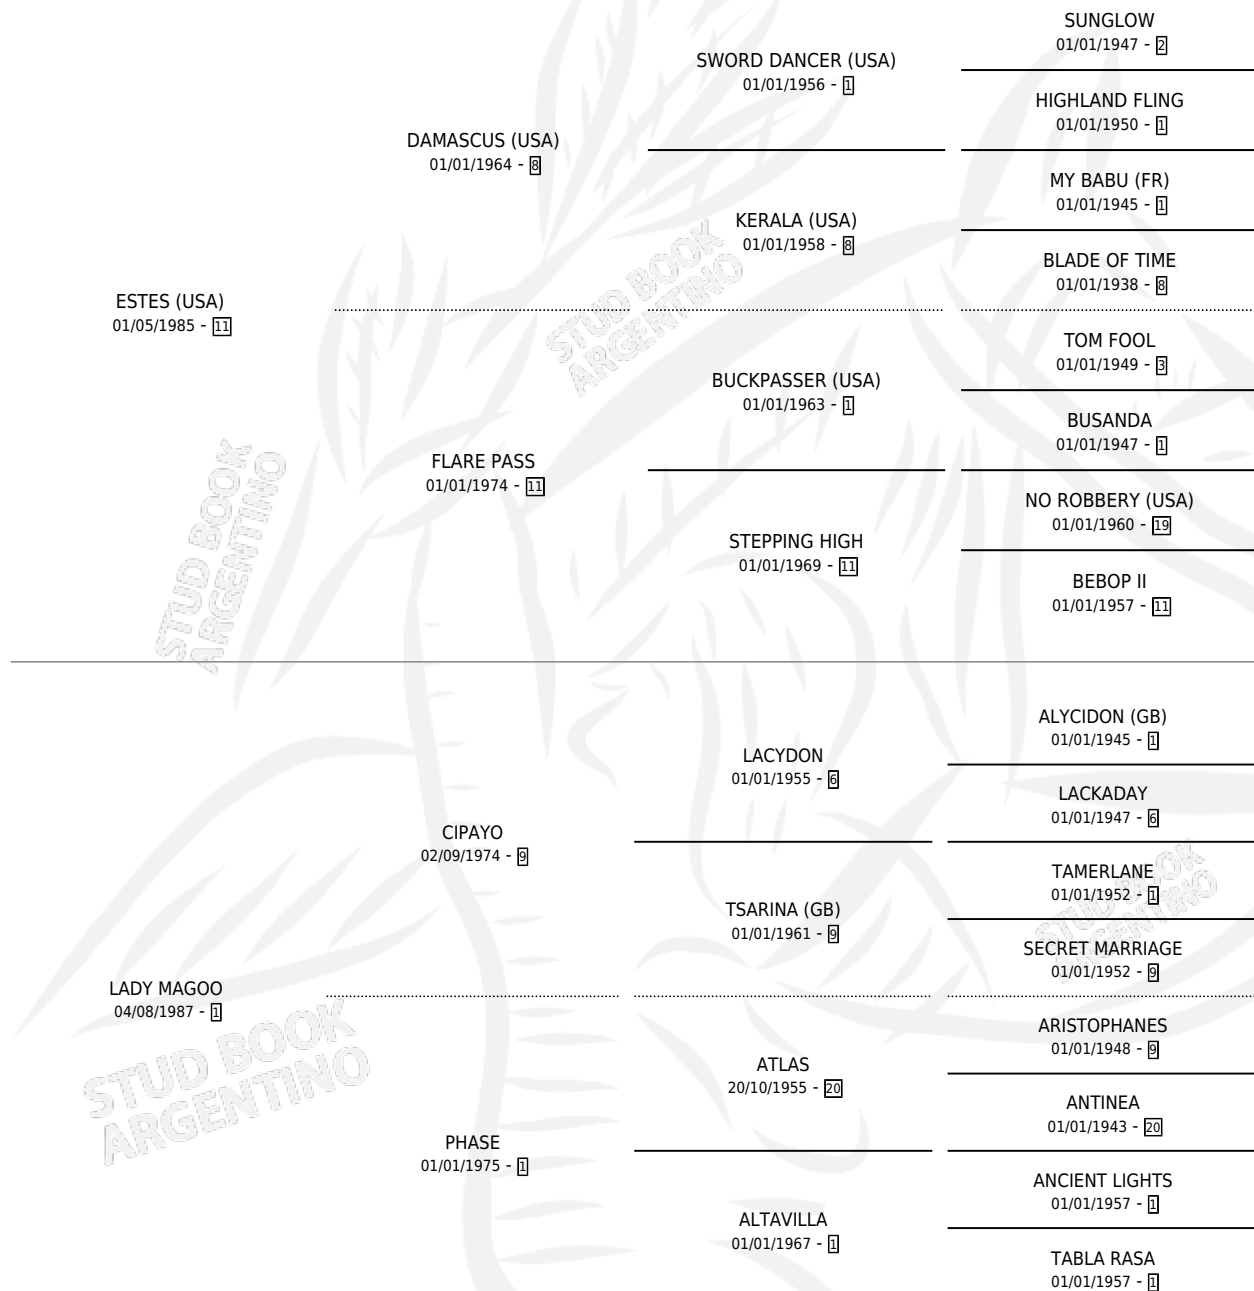 SUNGLOW
01/01/1947 - 2
SWORD DANCER (USA)
01/01/1956 - 1
HIGHLAND FLING
01/01/1950 - 1
DAMASCUS (USA)
01/01/1964 - 8
MY BABU (FR)
01/01/1945 - 1
KERALA (USA)
01/01/1958 - 8
BLADE OF TIME
01/01/1938 - 8
ESTES (USA)
01/05/1985 - 11
TOM FOOL
01/01/1949 - 3
BUCKPASSER (USA)
01/01/1963 - 1
BUSANDA
01/01/1947 - 1
FLARE PASS
01/01/1974 - 11
NO ROBBERY (USA)
01/01/1960 - 19
STEPPING HIGH
01/01/1969 - 11
BEBOP II
01/01/1957 - 11
STUD BOOK
ARGENTINO
STUD BOOK
ARGENTINO
ALYCIDON (GB)
01/01/1945 - 1
LACYDON
01/01/1955 - 6
LACKADAY
01/01/1947 - 6
CIPAYO
02/09/1974 - 9
TAMERLANE
01/01/1952 - 1
TSARINA (GB)
01/01/1961 - 9
SECRET MARRIAGE
01/01/1952 - 9
LADY MAGOO
04/08/1987 - 1
ARISTOPHANES
01/01/1948 - 9
ATLAS
20/10/1955 - 20
ANTINEA
01/01/1943 - 20
PHASE
01/01/1975 - 1
ANCIENT LIGHTS
01/01/1957 - 1
ALTAVILLA
01/01/1967 - 1
TABLA RASA
01/01/1957 - 1
STUD BOOK
ARGENTINO
STUD BOOK
ARGENTINO